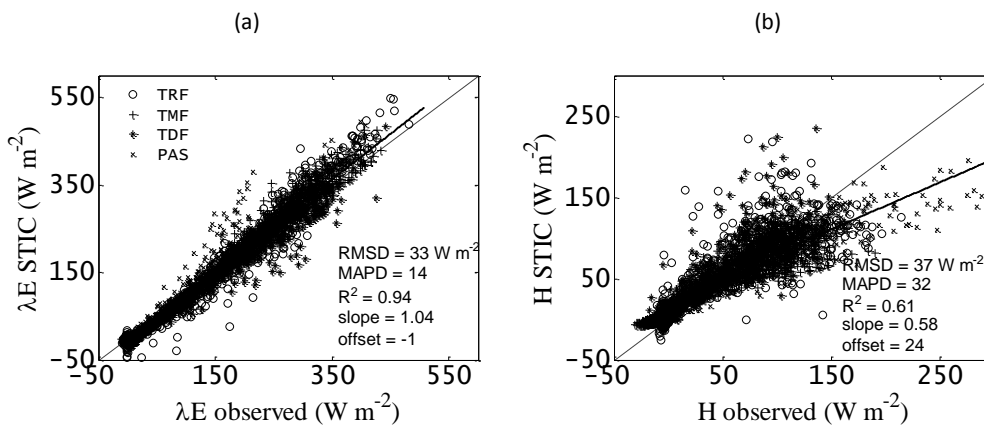 (a)
(b)
λE STIC (W m⁻²)
550
350
150
−50
○ TRF
+ TMF
* TDF
× PAS
RMSD = 33 W m⁻²
MAPD = 14
R² = 0.94
slope = 1.04
offset = -1
−50 150 350 550
λE observed (W m⁻²)
H STIC (W m⁻²)
250
150
50
−50
RMSD = 37 W m⁻²
MAPD = 32
R² = 0.61
slope = 0.58
offset = 24
−50 50 150 250
H observed (W m⁻²)